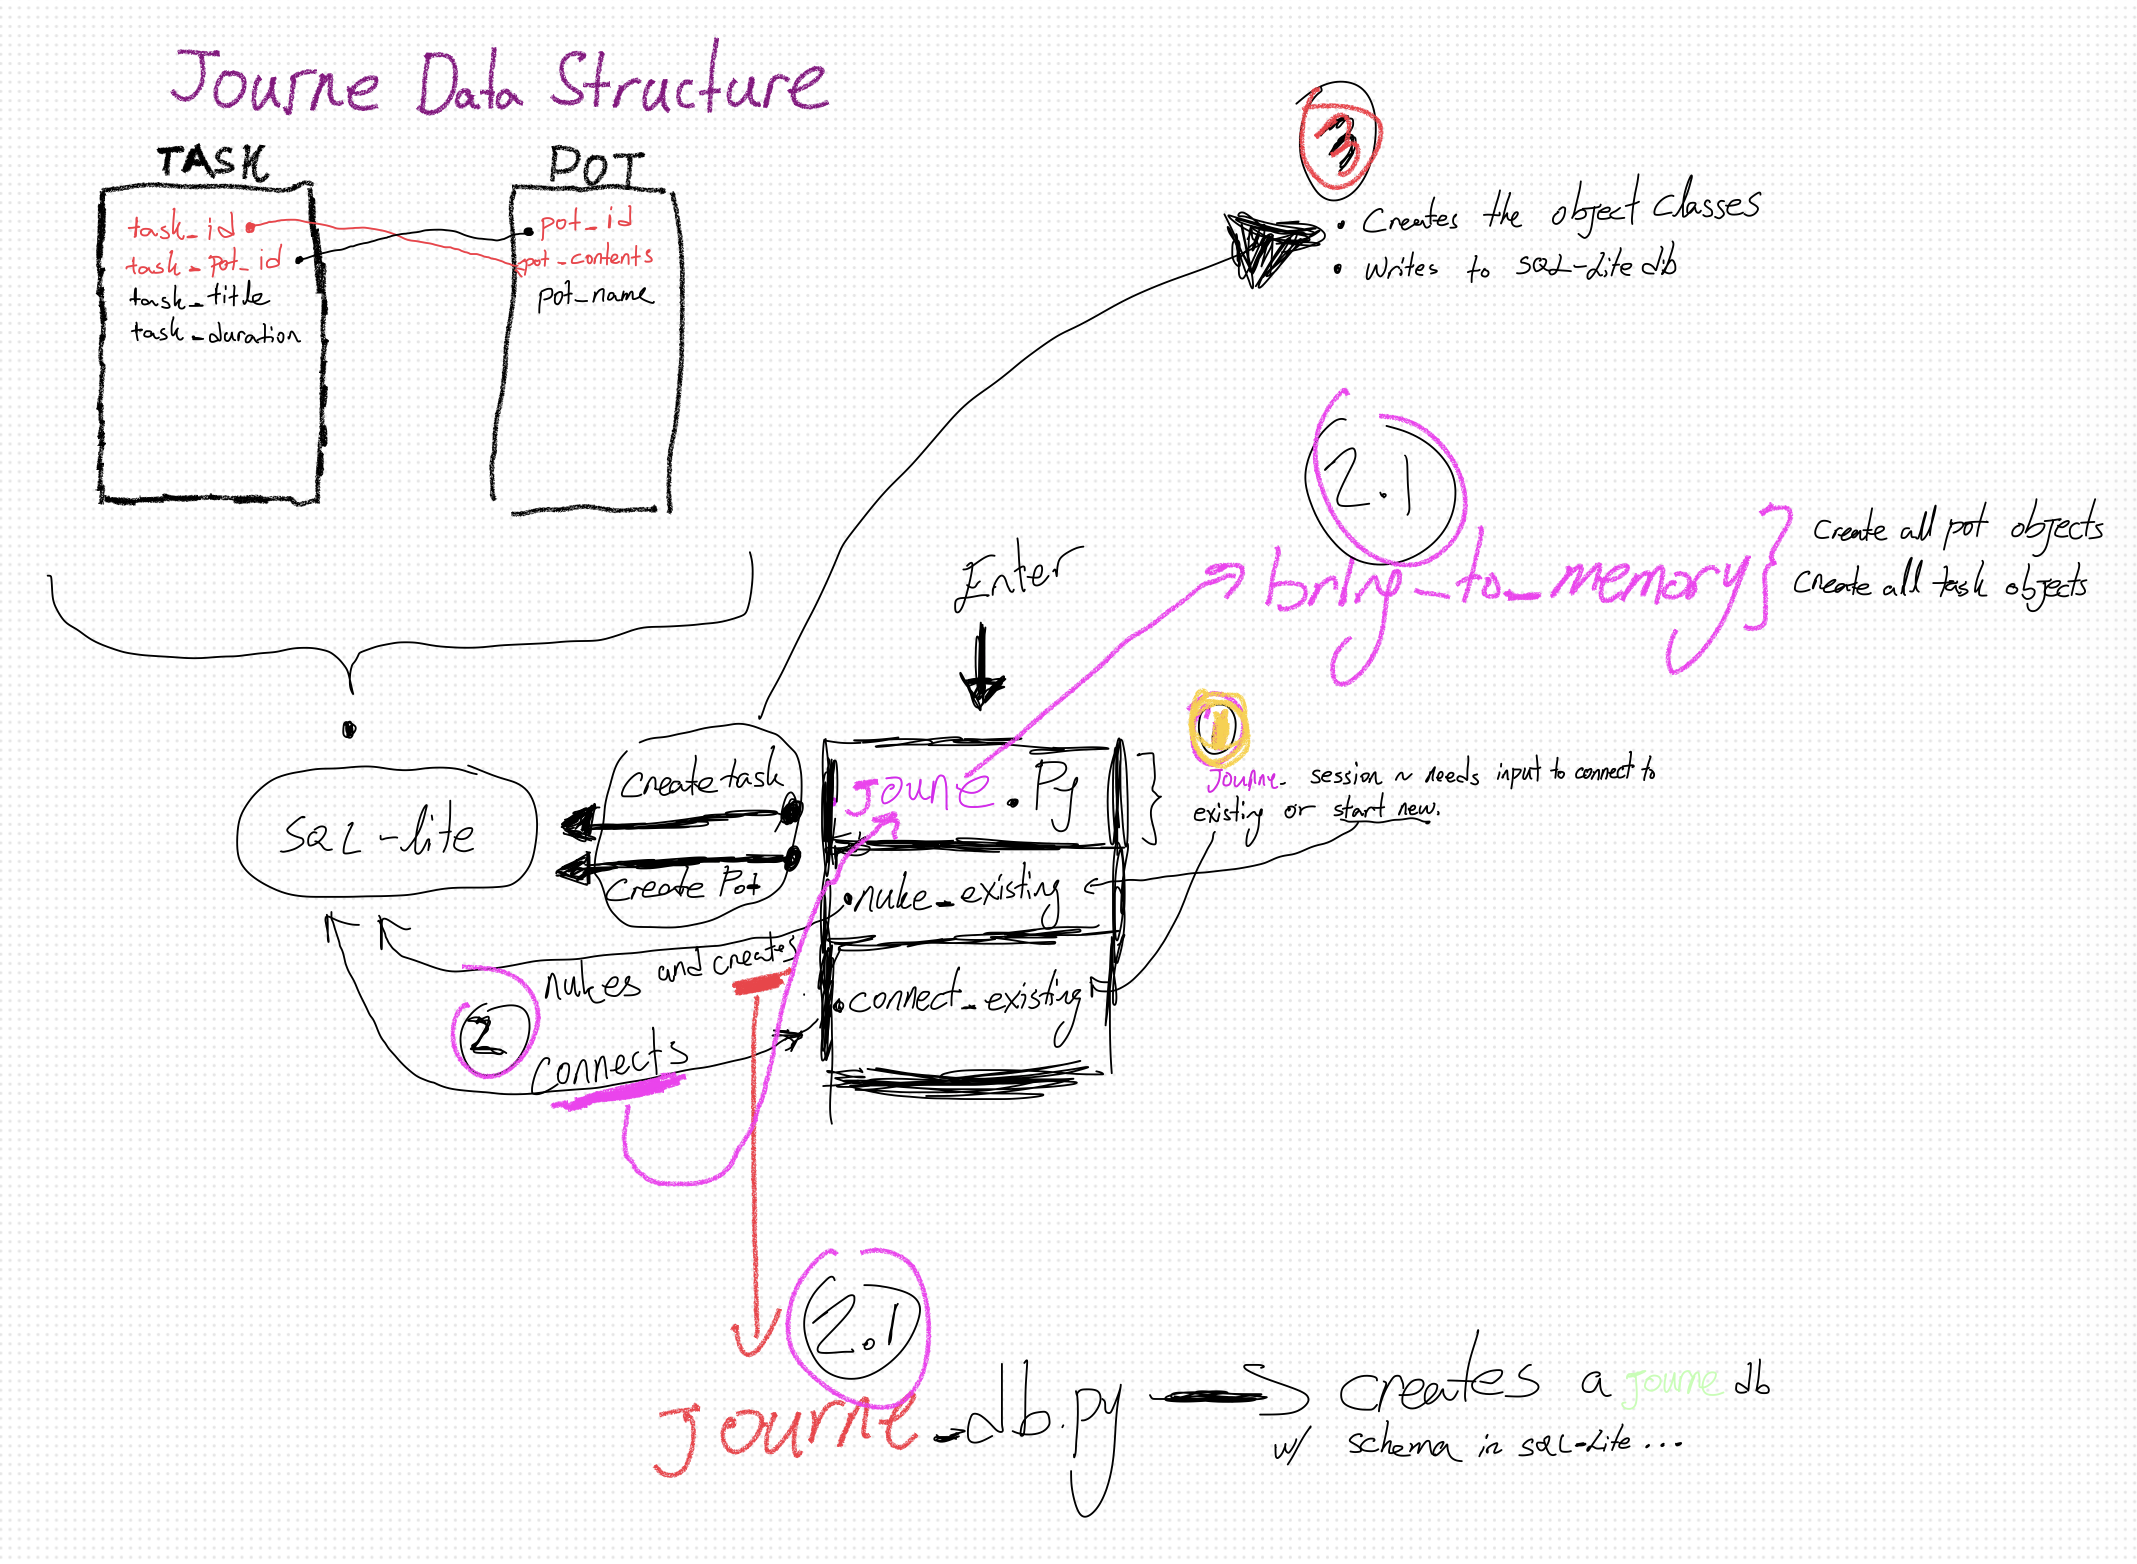 Journe Data Structure
TASK
task_id
task_pot_id
task_title
task_duration
POT
pot_id
pot_contents
pot_name
3
• Creates the object classes
• Writes to SQL-Lite db
2.1
bring_to_memory
Create all pot objects
Create all task objects
Enter
1
Journe_ session ~ needs input to connect to
existing or start new.
Joune.Py
• nuke_existing
• connect_existing
Create task
Create Pot
SQL-lite
nukes and creates
2
connects
2.1
Journe_db.py
creates a Journe db
w/ schema in SQL-Lite...